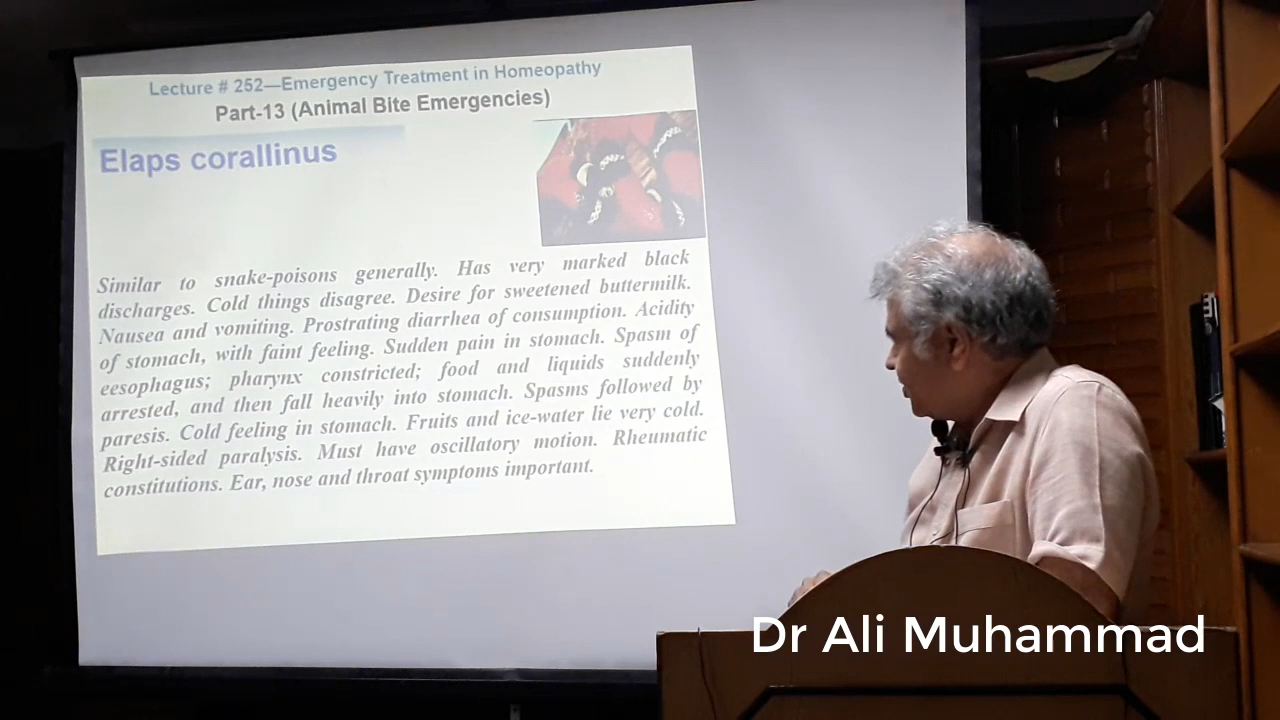 Lecture # 252—Emergency Treatment in Homeopathy
Part-13 (Animal Bite Emergencies)
Elaps corallinus
Similar to snake-poisons generally. Has very marked black
discharges. Cold things disagree. Desire for sweetened buttermilk.
Nausea and vomiting. Prostrating diarrhea of consumption. Acidity
of stomach, with faint feeling. Sudden pain in stomach. Spasm of
eesophagus; pharynx constricted; food and liquids suddenly
arrested, and then fall heavily into stomach. Spasms followed by
paresis. Cold feeling in stomach. Fruits and ice-water lie very cold.
Right-sided paralysis. Must have oscillatory motion. Rheumatic
constitutions. Ear, nose and throat symptoms important.
Dr Ali Muhammad